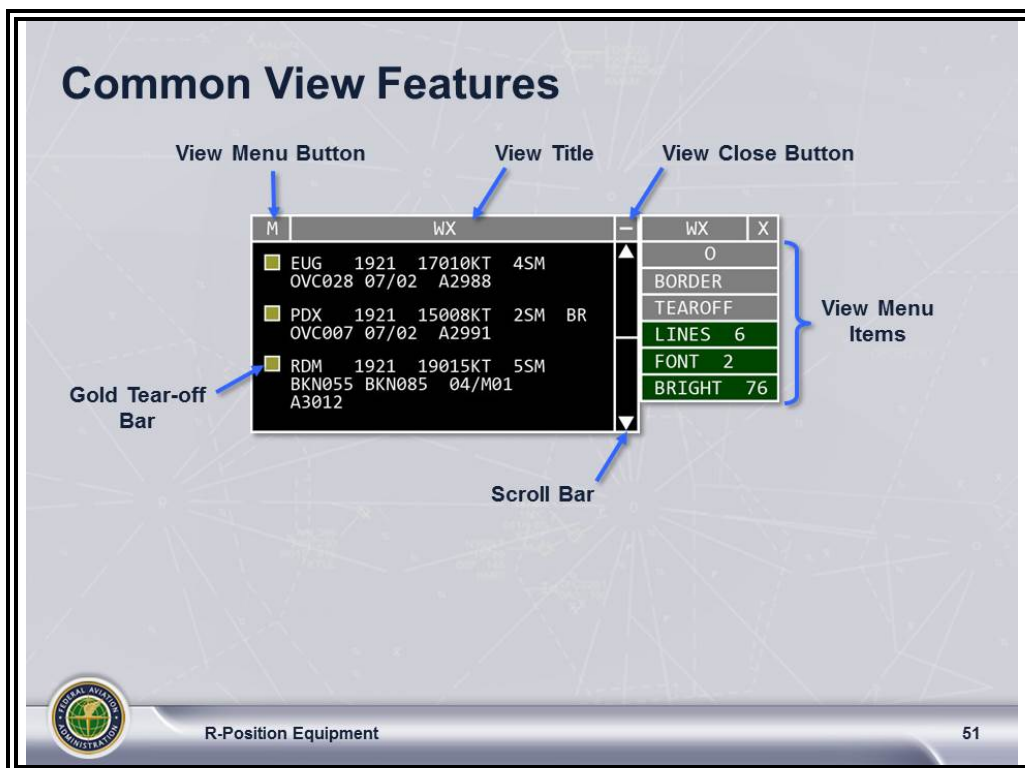 Common View Features
View Menu Button
View Title
View Close Button
M WX –
EUG 1921 17010KT 4SM
OVC028 07/02 A2988
PDX 1921 15008KT 2SM BR
OVC007 07/02 A2991
RDM 1921 19015KT 5SM
BKN055 BKN085 04/M01
A3012
WX X
O
BORDER
TEAROFF
LINES 6
FONT 2
BRIGHT 76
View Menu
Items
Gold Tear-off
Bar
Scroll Bar
FEDERAL AVIATION
ADMINISTRATION
R-Position Equipment
51